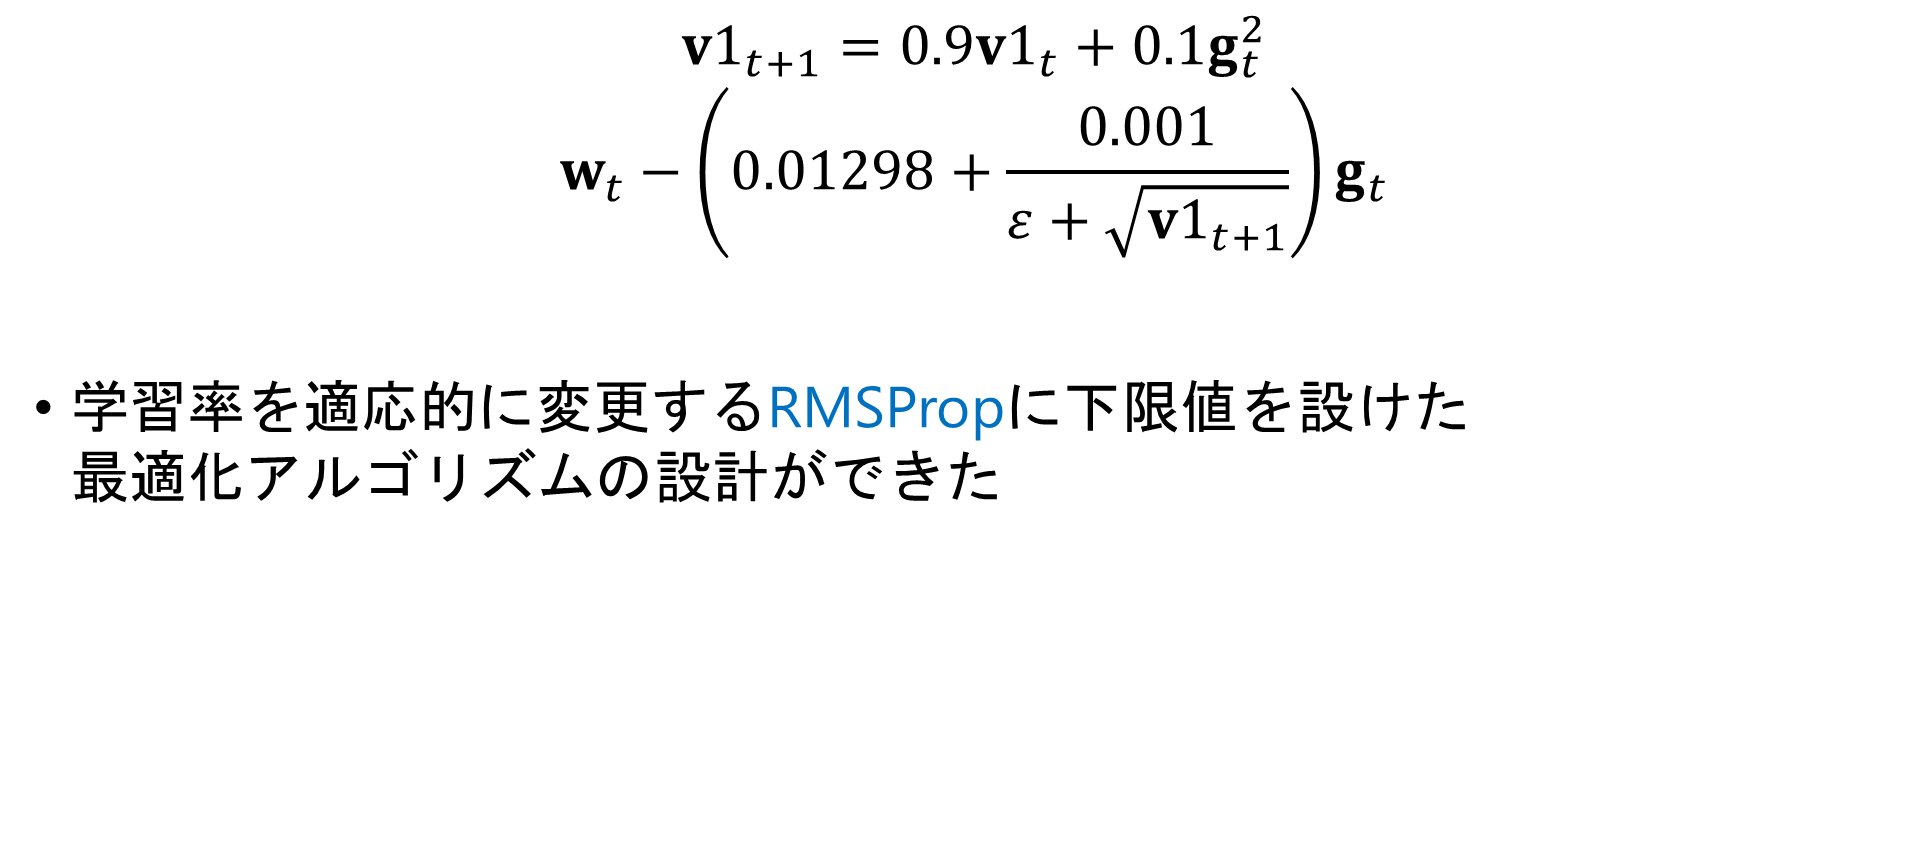 𝐯1_{t+1} = 0.9𝐯1_t + 0.1𝐠_t^2
𝐰_t − (0.01298 + \frac{0.001}{ε + \sqrt{𝐯1_{t+1}}}) 𝐠_t
• 学習率を適応的に変更するRMSPropに下限値を設けた
最適化アルゴリズムの設計ができた